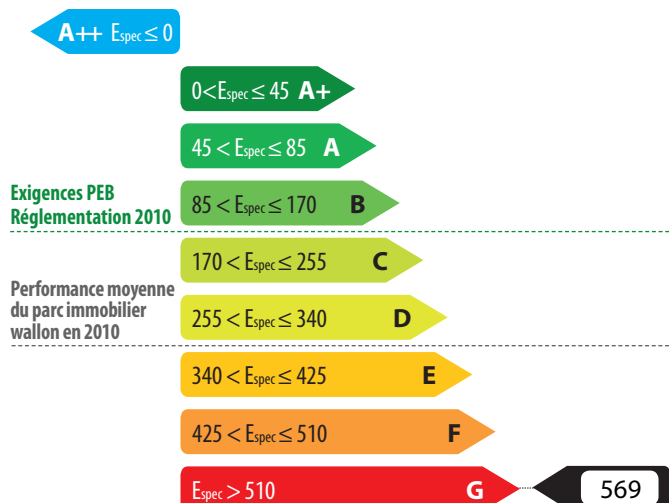 A++ Espec ≤ 0
0<Espec ≤ 45 A+
45 < Espec ≤ 85 A
Exigences PEB
Réglementation 2010
85 < Espec ≤ 170 B
170 < Espec ≤ 255 C
Performance moyenne
du parc immobilier
wallon en 2010
255 < Espec ≤ 340 D
340 < Espec ≤ 425 E
425 < Espec ≤ 510 F
Espec > 510 G 569